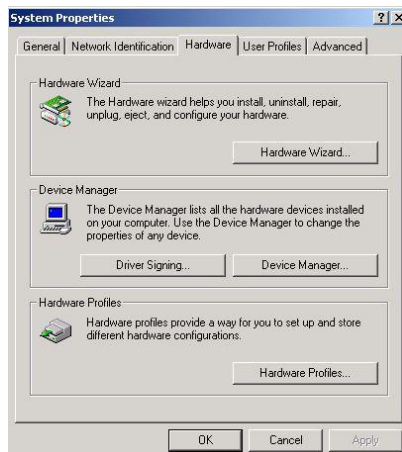 System Properties
General Network Identification Hardware User Profiles Advanced
Hardware Wizard
The Hardware wizard helps you install, uninstall, repair,
unplug, eject, and configure your hardware.
Hardware Wizard...
Device Manager
The Device Manager lists all the hardware devices installed
on your computer. Use the Device Manager to change the
properties of any device.
Driver Signing... Device Manager...
Hardware Profiles
Hardware profiles provide a way for you to set up and store
different hardware configurations.
Hardware Profiles...
OK Cancel Apply